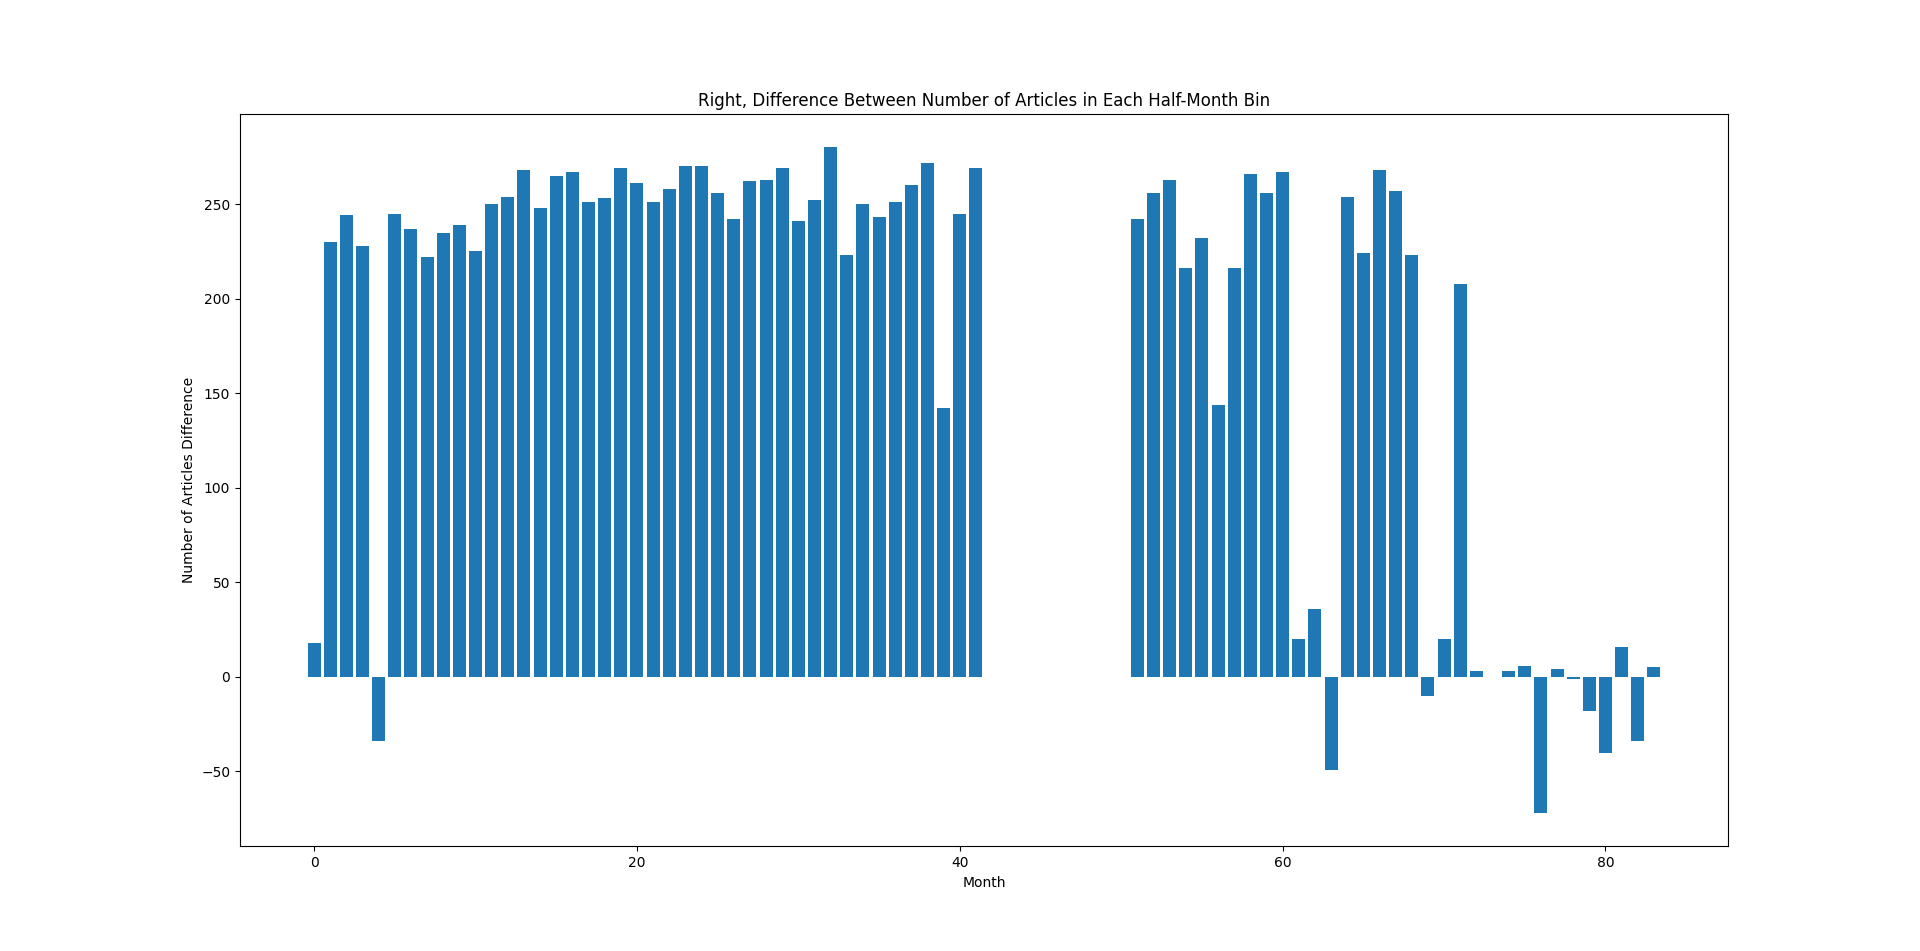 Right, Difference Between Number of Articles in Each Half-Month Bin
Number of Articles Difference
250
200
150
100
50
0
−50
0 20 40 60 80
Month